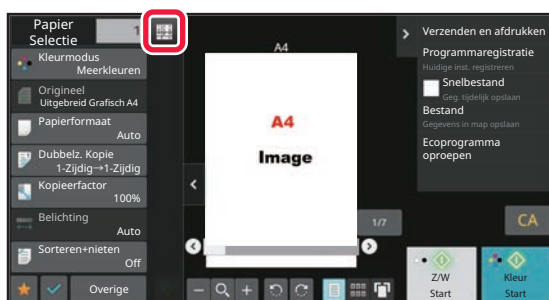 Papier
Selectie
1
Kleurmodus
Meerkleuren
Origineel
Uitgebreid Grafisch A4
Papierformaat
Auto
Dubbelz. Kopie
1-Zijdig→1-Zijdig
Kopieerfactor
100%
Belichting
Auto
Sorteren+nieten
Off
Overige
A4
A4
Image
1/7
Verzenden en afdrukken
Programmaregistratie
Huidige inst. registreren
Snelbestand
Geg. tijdelijk opslaan
Bestand
Gegevens in map opslaan
Ecoprogramma
oproepen
CA
Z/W
Start
Kleur
Start